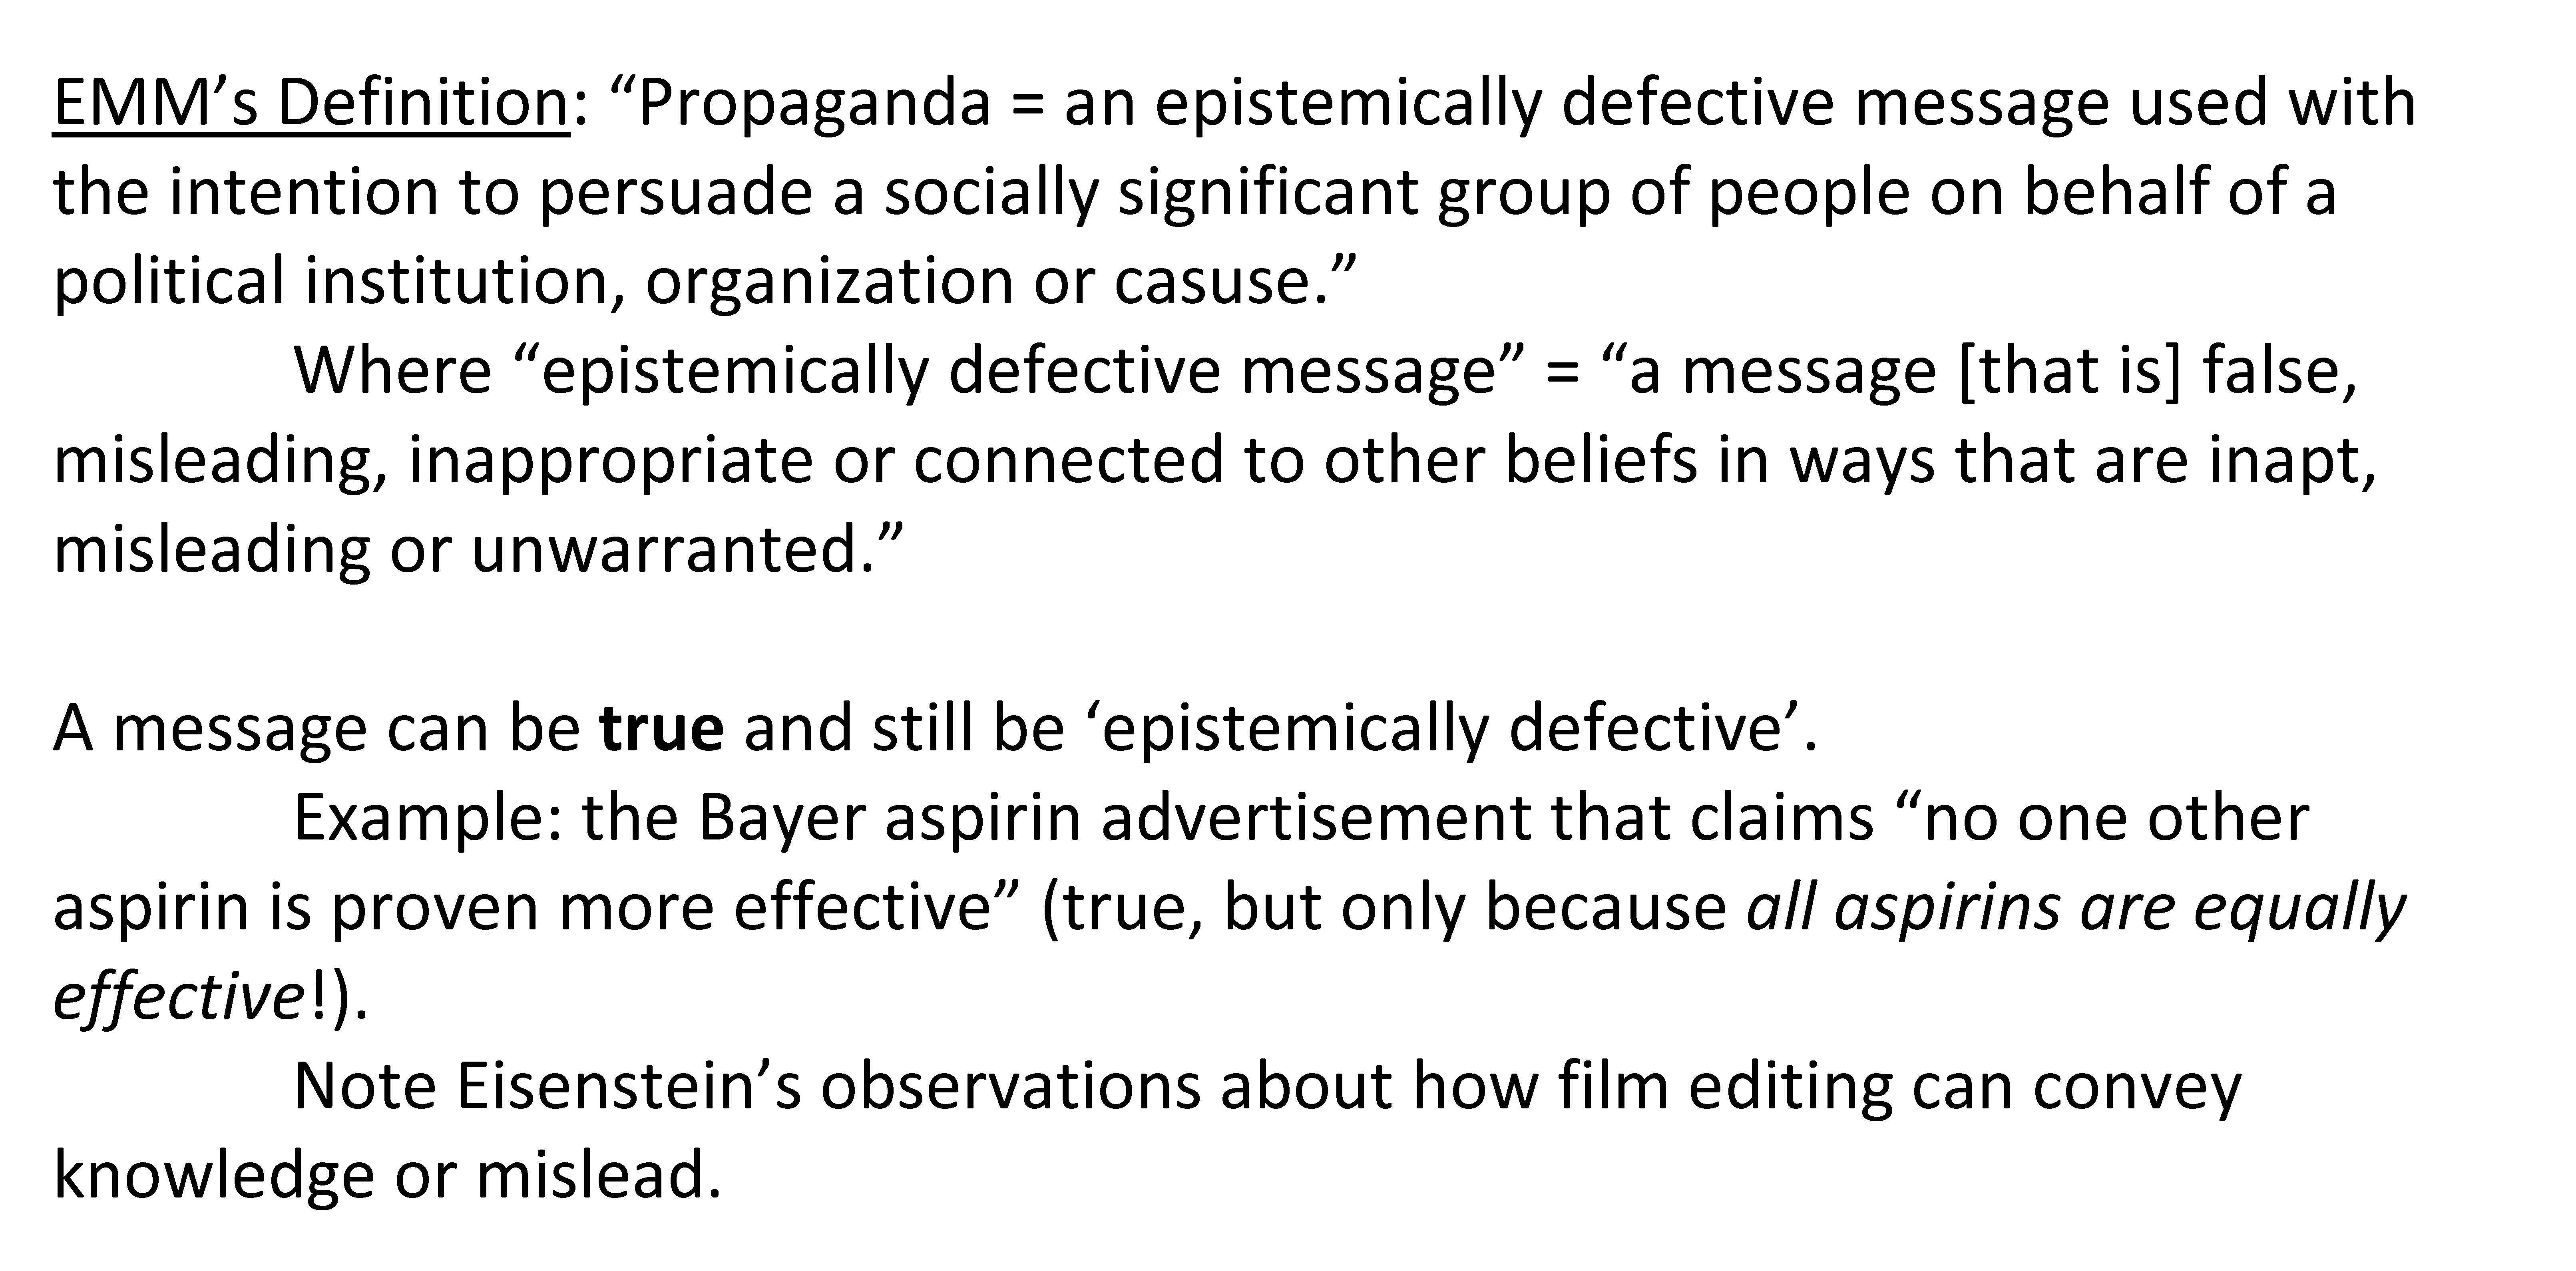 EMM’s Definition: “Propaganda = an epistemically defective message used with
the intention to persuade a socially significant group of people on behalf of a
political institution, organization or casuse.”
Where “epistemically defective message” = “a message [that is] false,
misleading, inappropriate or connected to other beliefs in ways that are inapt,
misleading or unwarranted.”
A message can be true and still be ‘epistemically defective’.
Example: the Bayer aspirin advertisement that claims “no one other
aspirin is proven more effective” (true, but only because all aspirins are equally
effective!).
Note Eisenstein’s observations about how film editing can convey
knowledge or mislead.